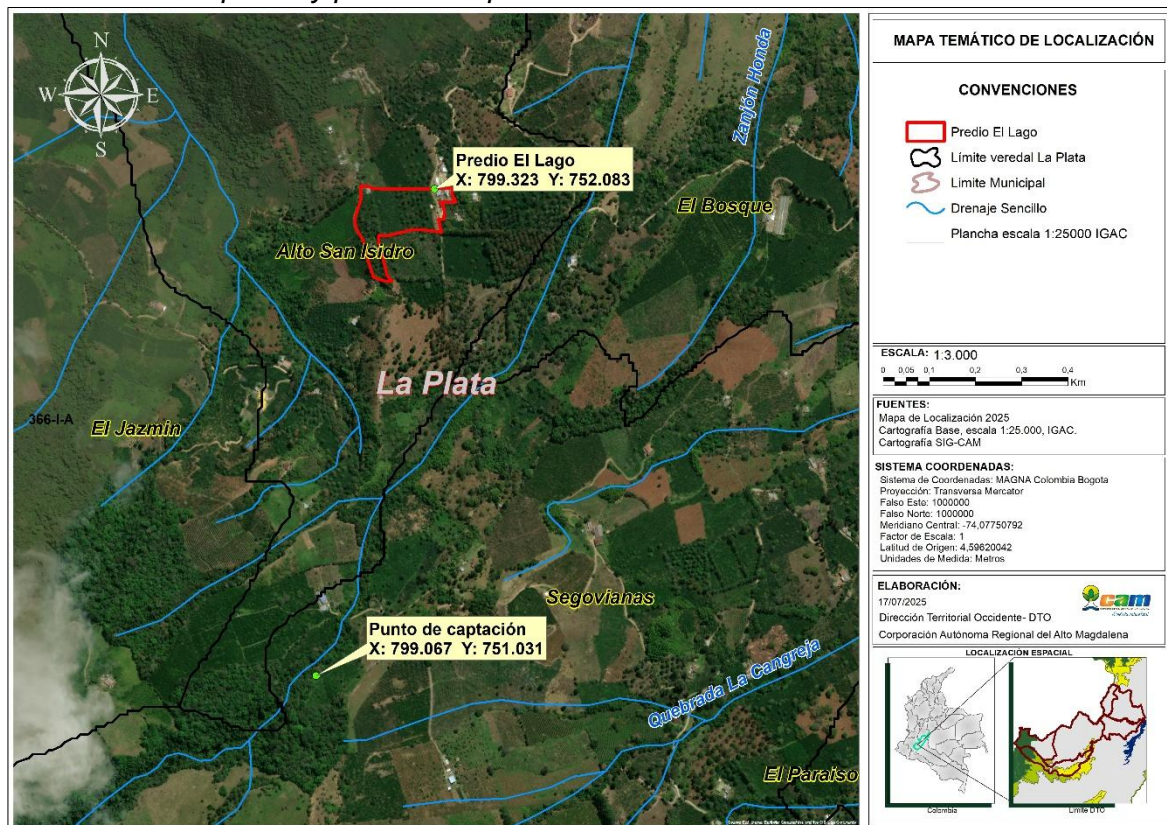 N
W E
S
Zanjón Honda
Predio El Lago
X: 799.323 Y: 752.083
El Bosque
Alto San Isidro
La Plata
366-I-A
El Jazmin
Segovianas
Punto de captación
X: 799.067 Y: 751.031
Quebrada La Cangreja
El Paraiso
MAPA TEMÁTICO DE LOCALIZACIÓN
CONVENCIONES
Predio El Lago
Límite veredal La Plata
Limite Municipal
Drenaje Sencillo
Plancha escala 1:25000 IGAC
ESCALA: 1:3.000
0 0,05 0,1 0,2 0,3 0,4
Km
FUENTES:
Mapa de Localización 2025
Cartografía Base, escala 1:25.000, IGAC.
Cartografía SIG-CAM
SISTEMA COORDENADAS:
Sistema de Coordenadas: MAGNA Colombia Bogota
Proyección: Transversa Mercator
Falso Este: 1000000
Falso Norte: 1000000
Meridiano Central: -74,07750792
Factor de Escala: 1
Latitud de Origen: 4,59620042
Unidades de Medida: Metros
ELABORACIÓN:
17/07/2025
Dirección Territorial Occidente- DTO
Corporación Autónoma Regional del Alto Magdalena
cam
LOCALIZACIÓN ESPACIAL
Colombia
Limite DTO